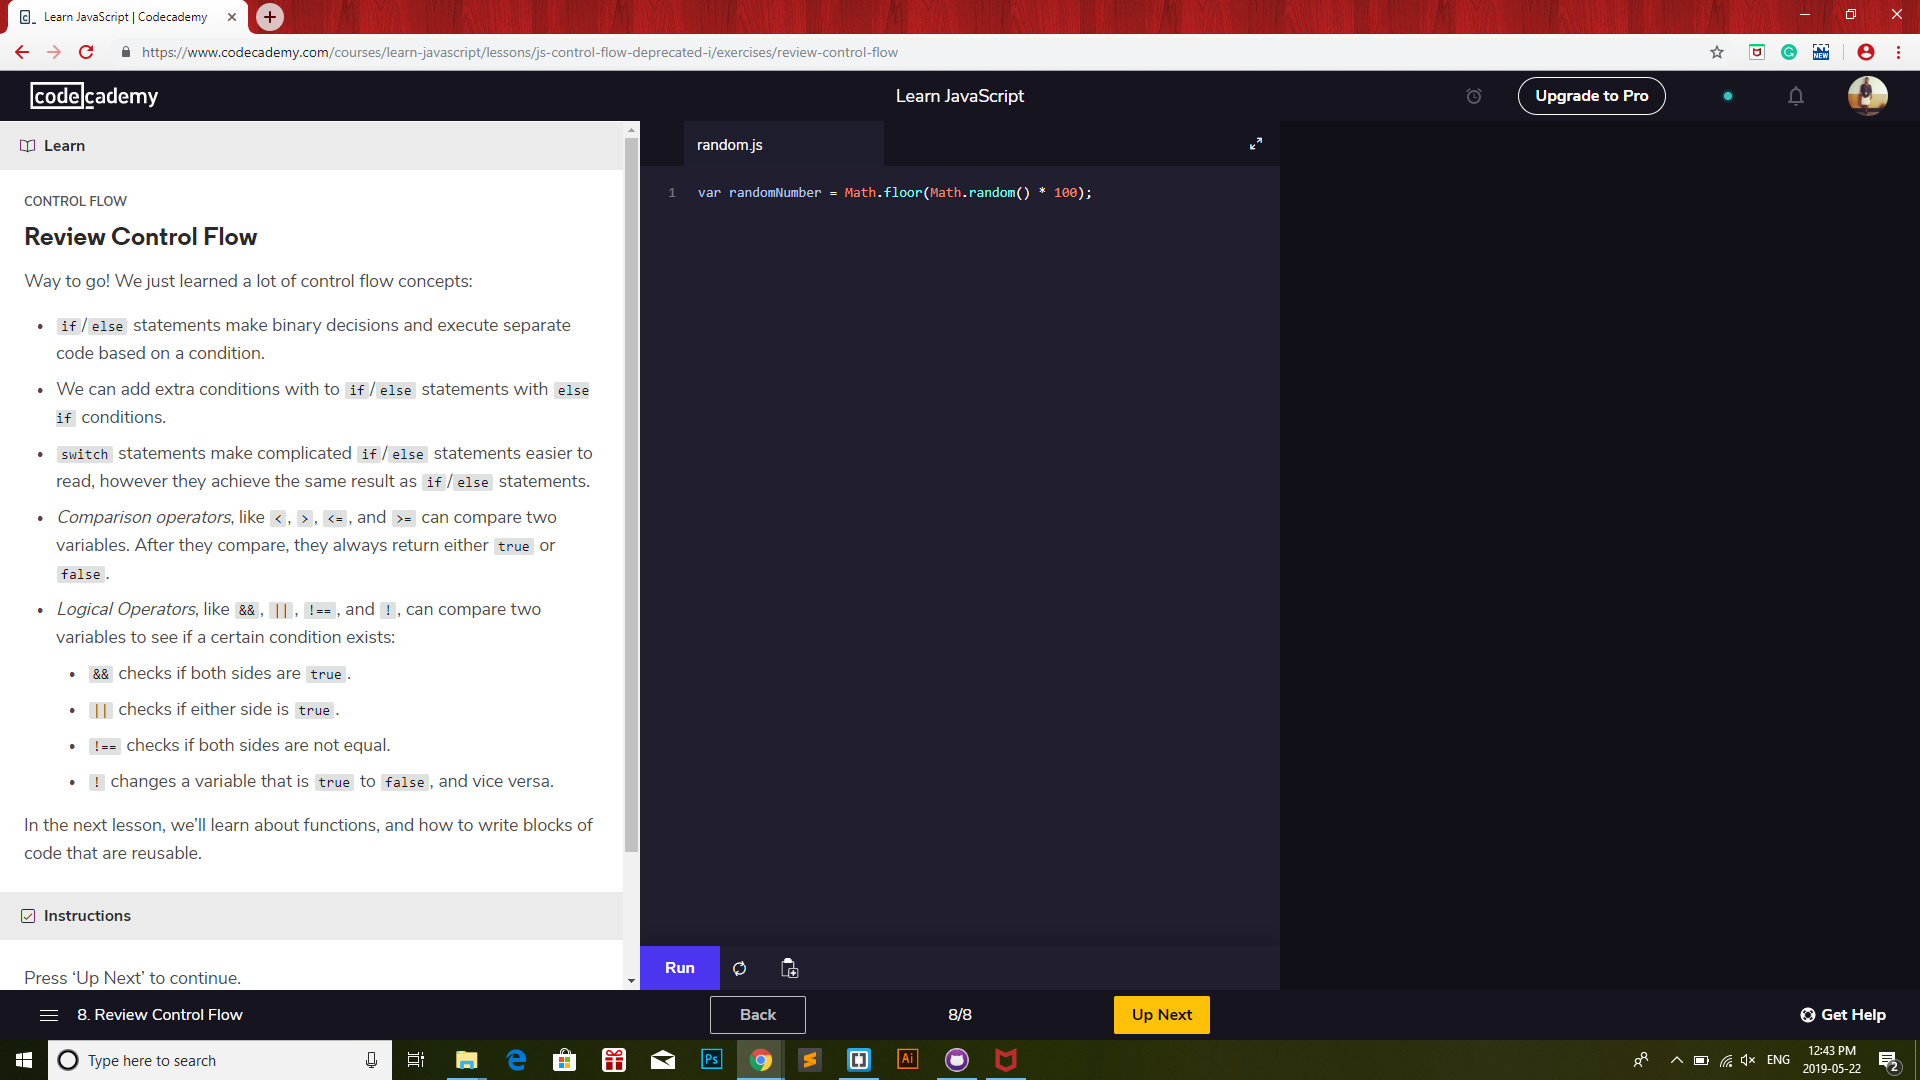 Learn JavaScript | Codecademy
https://www.codecademy.com/courses/learn-javascript/lessons/js-control-flow-deprecated-i/exercises/review-control-flow
NEW
codecademy
Learn JavaScript
Upgrade to Pro
Learn
random.js
1 var randomNumber = Math.floor(Math.random() * 100);
CONTROL FLOW
Review Control Flow
Way to go! We just learned a lot of control flow concepts:
• if/else statements make binary decisions and execute separate
code based on a condition.
• We can add extra conditions with to if/else statements with else
if conditions.
• switch statements make complicated if/else statements easier to
read, however they achieve the same result as if/else statements.
• Comparison operators, like <, >, <=, and >= can compare two
variables. After they compare, they always return either true or
false.
• Logical Operators, like &&, ||, !==, and !, can compare two
variables to see if a certain condition exists:
• && checks if both sides are true.
• || checks if either side is true.
• !== checks if both sides are not equal.
• ! changes a variable that is true to false, and vice versa.
In the next lesson, we’ll learn about functions, and how to write blocks of
code that are reusable.
Instructions
Press ‘Up Next’ to continue.
Run
8. Review Control Flow
Back
8/8
Up Next
Get Help
Type here to search
Ps
Ai
ENG
12:43 PM
2019-05-22
2